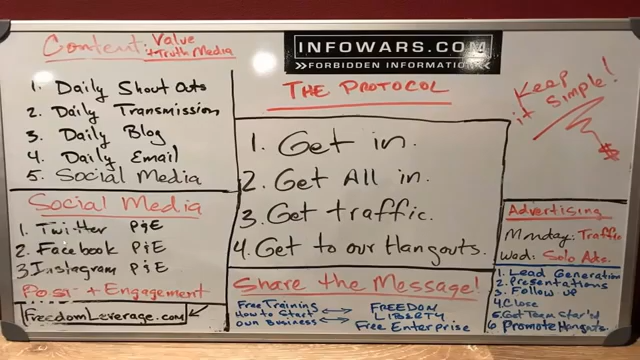 Content: Value
+ Truth Media
1. Daily Shout Outs
2. Daily Transmission
3. Daily Blog
4. Daily Email
5. Social Media
Social Media
1. Twitter P&E
2. Facebook P&E
3. Instagram P&E
Post + Engagement
FreedomLeverage.com
INFOWARS.COM
FORBIDDEN INFORMATION
The Protocol
1. Get in.
2. Get All in.
3. Get traffic.
4. Get to our Hangouts.
Share the Message!
Free Training
How to Start
Own Business
FREEDOM
LIBERTY
Free Enterprise
Keep
it Simple!
$
Advertising
Monday: Traffic
Wed: Solo Ads.
1. Lead Generation
2. Presentations
3. Follow up
4. Close
5. Get Team Star'd
6 Promote Hangouts.